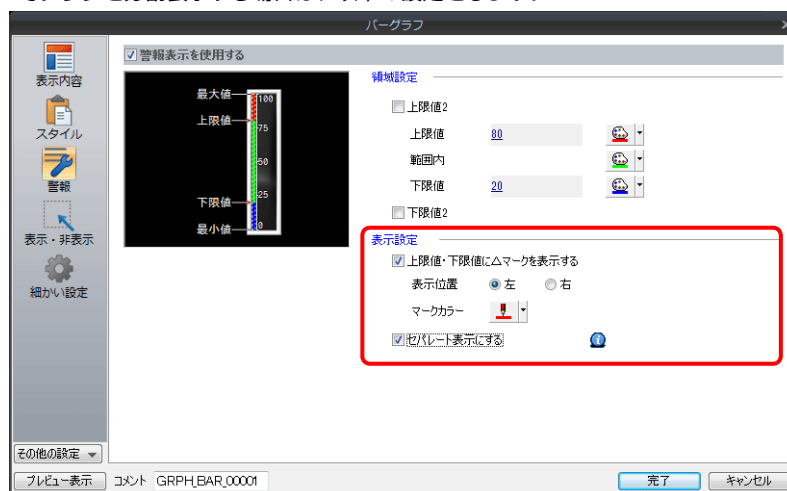 バーグラフ
表示内容
スタイル
警報
表示・非表示
細かい設定
その他の設定
警報表示を使用する
最大値
上限値
下限値
最小値
100
75
50
25
0
領域設定
上限値2
上限値 80
範囲内
下限値 20
下限値2
表示設定
上限値・下限値に△マークを表示する
表示位置 左 右
マークカラー
セパレート表示にする
プレビュー表示 コメント GRPH_BAR_00001 完了 キャンセル